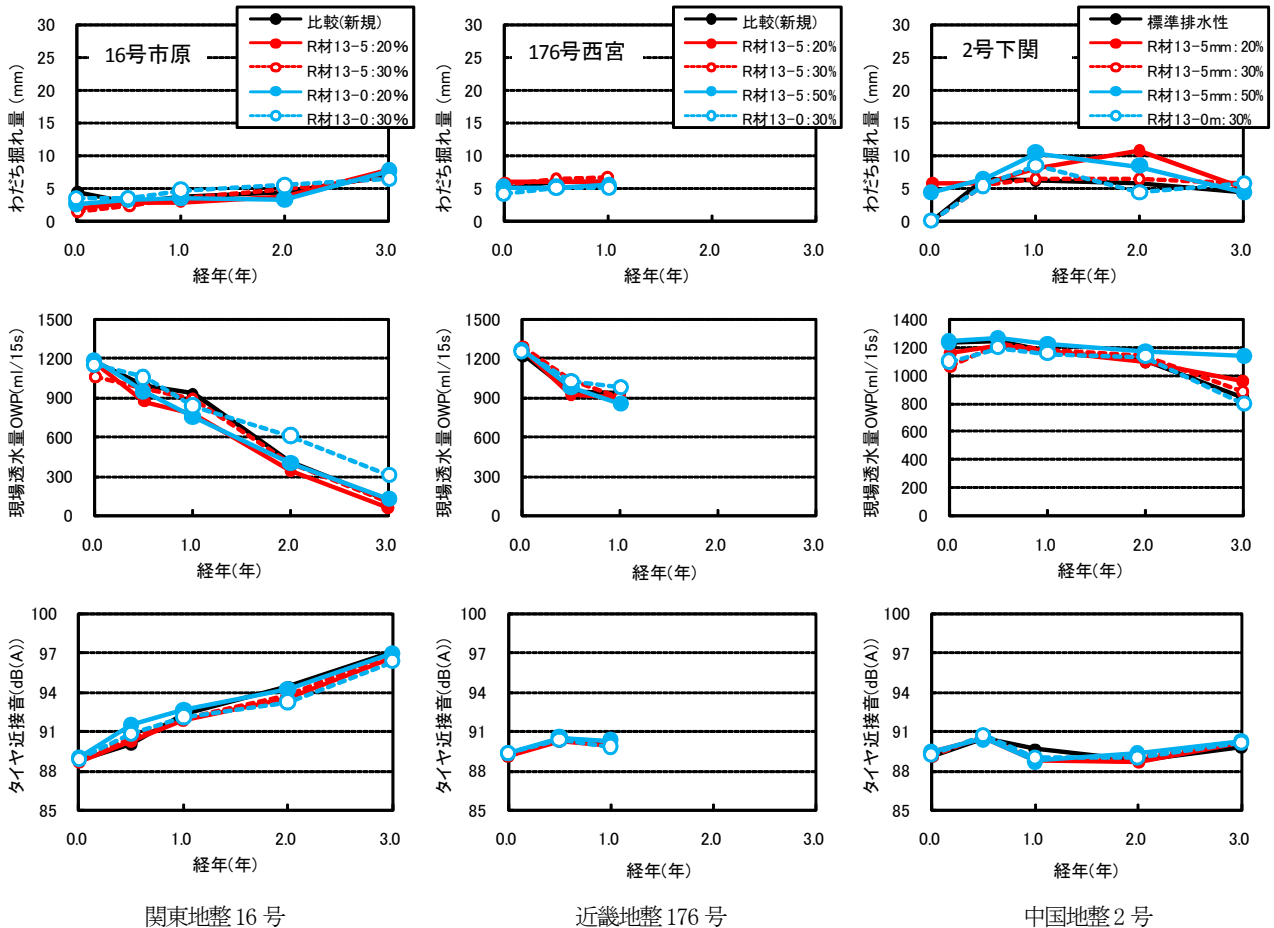 わだち掘れ量 (mm)
30
25
20
15
10
5
0
0.0
1.0
2.0
3.0
経年(年)
16号市原
比較(新規)
R材13-5:20%
R材13-5:30%
R材13-0:20%
R材13-0:30%
わだち掘れ量 (mm)
30
25
20
15
10
5
0
0.0
1.0
2.0
3.0
経年(年)
176号西宮
比較(新規)
R材13-5:20%
R材13-5:30%
R材13-5:50%
R材13-0:30%
わだち掘れ量 (mm)
30
25
20
15
10
5
0
0.0
1.0
2.0
3.0
経年(年)
2号下関
標準排水性
R材13-5mm:20%
R材13-5mm:30%
R材13-5mm:50%
R材13-0m:30%
現場透水量OWP(ml/15s)
1500
1200
900
600
300
0
0.0
1.0
2.0
3.0
経年(年)
現場透水量OWP(ml/15s)
1500
1200
900
600
300
0
0.0
1.0
2.0
3.0
経年(年)
現場透水量OWP(ml/15s)
1400
1200
1000
800
600
400
200
0
0.0
1.0
2.0
3.0
経年(年)
タイヤ近接音(dB(A))
100
97
94
91
88
85
0.0
1.0
2.0
3.0
経年(年)
タイヤ近接音(dB(A))
100
97
94
91
88
85
0.0
1.0
2.0
3.0
経年(年)
タイヤ近接音(dB(A))
100
97
94
91
88
85
0.0
1.0
2.0
3.0
経年(年)
関東地整 16 号
近畿地整 176 号
中国地整 2 号